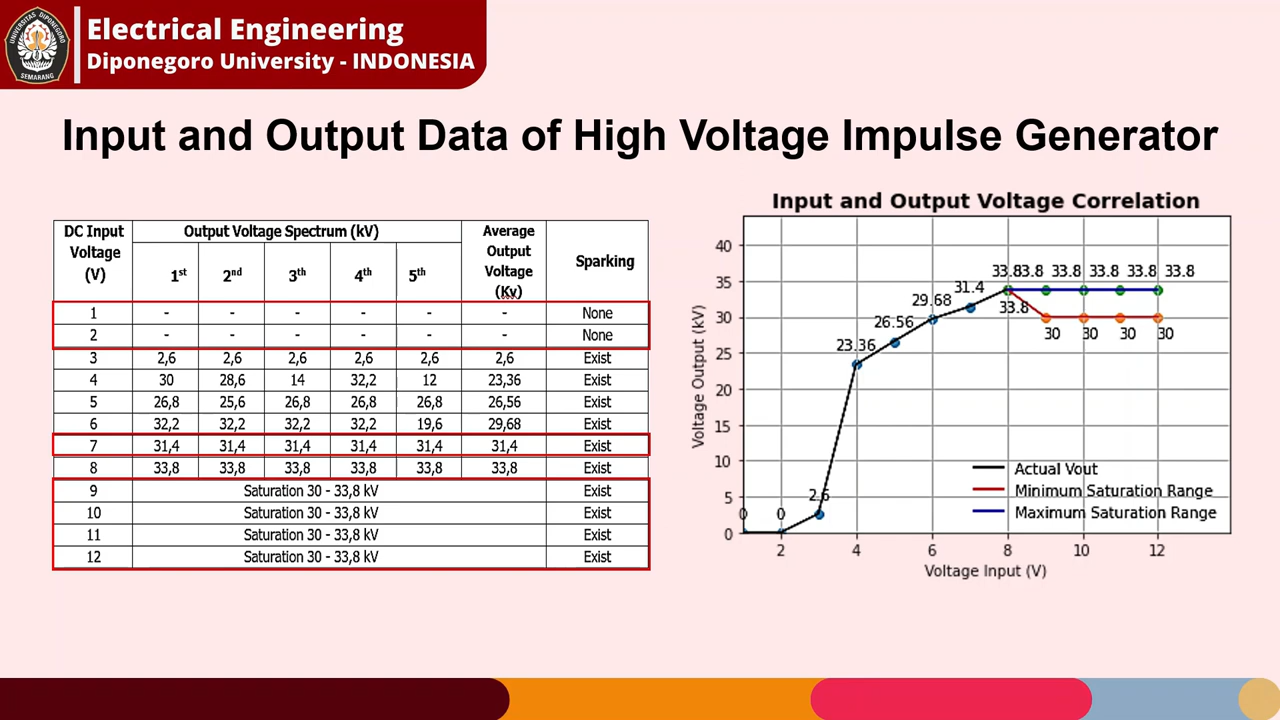 UNIVERSITAS DIPONEGORO
SEMARANG
Electrical Engineering
Diponegoro University - INDONESIA
Input and Output Data of High Voltage Impulse Generator
DC Input Voltage (V) Output Voltage Spectrum (kV) Average Output Voltage (Kv) Sparking
1st 2nd 3th 4th 5th
1 - - - - - - None
2 - - - - - - None
3 2,6 2,6 2,6 2,6 2,6 2,6 Exist
4 30 28,6 14 32,2 12 23,36 Exist
5 26,8 25,6 26,8 26,8 26,8 26,56 Exist
6 32,2 32,2 32,2 32,2 19,6 29,68 Exist
7 31,4 31,4 31,4 31,4 31,4 31,4 Exist
8 33,8 33,8 33,8 33,8 33,8 33,8 Exist
9 Saturation 30 - 33,8 kV Exist
10 Saturation 30 - 33,8 kV Exist
11 Saturation 30 - 33,8 kV Exist
12 Saturation 30 - 33,8 kV Exist
Input and Output Voltage Correlation
Voltage Output (kV)
40
35
30
25
20
15
10
5
0
0 0 2.6 23.36 26.56 29.68 31.4 33.8 33.8 33.8 33.8 33.8 33.8
33.8 30 30 30 30
Actual Vout
Minimum Saturation Range
Maximum Saturation Range
2 4 6 8 10 12
Voltage Input (V)